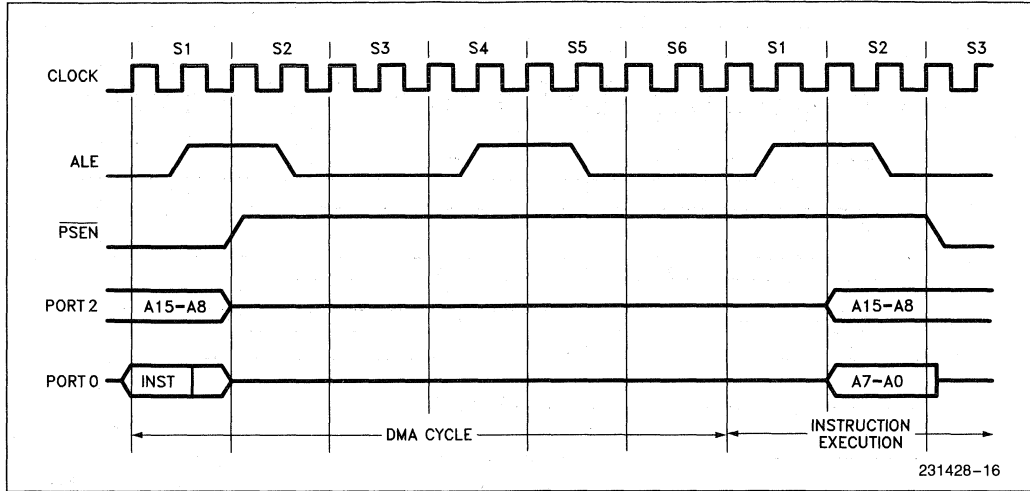 S1 S2 S3 S4 S5 S6 S1 S2 S3
CLOCK
ALE
PSEN
PORT 2 A15-A8 A15-A8
PORT 0 INST A7-A0
DMA CYCLE INSTRUCTION
EXECUTION
231428-16